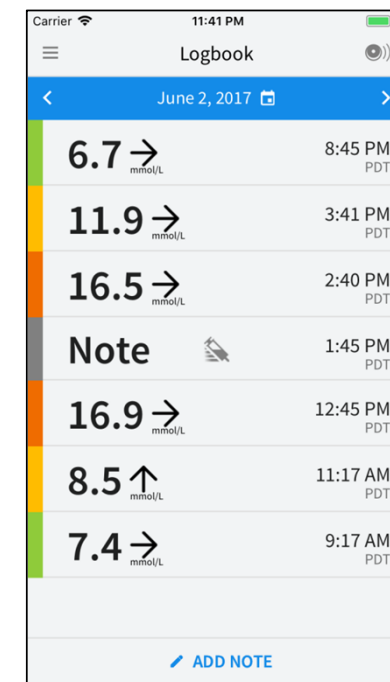 Carrier 11:41 PM
Logbook
June 2, 2017
6.7 mmol/L 8:45 PM
PDT
11.9 mmol/L 3:41 PM
PDT
16.5 mmol/L 2:40 PM
PDT
Note 1:45 PM
PDT
16.9 mmol/L 12:45 PM
PDT
8.5 mmol/L 11:17 AM
PDT
7.4 mmol/L 9:17 AM
PDT
ADD NOTE